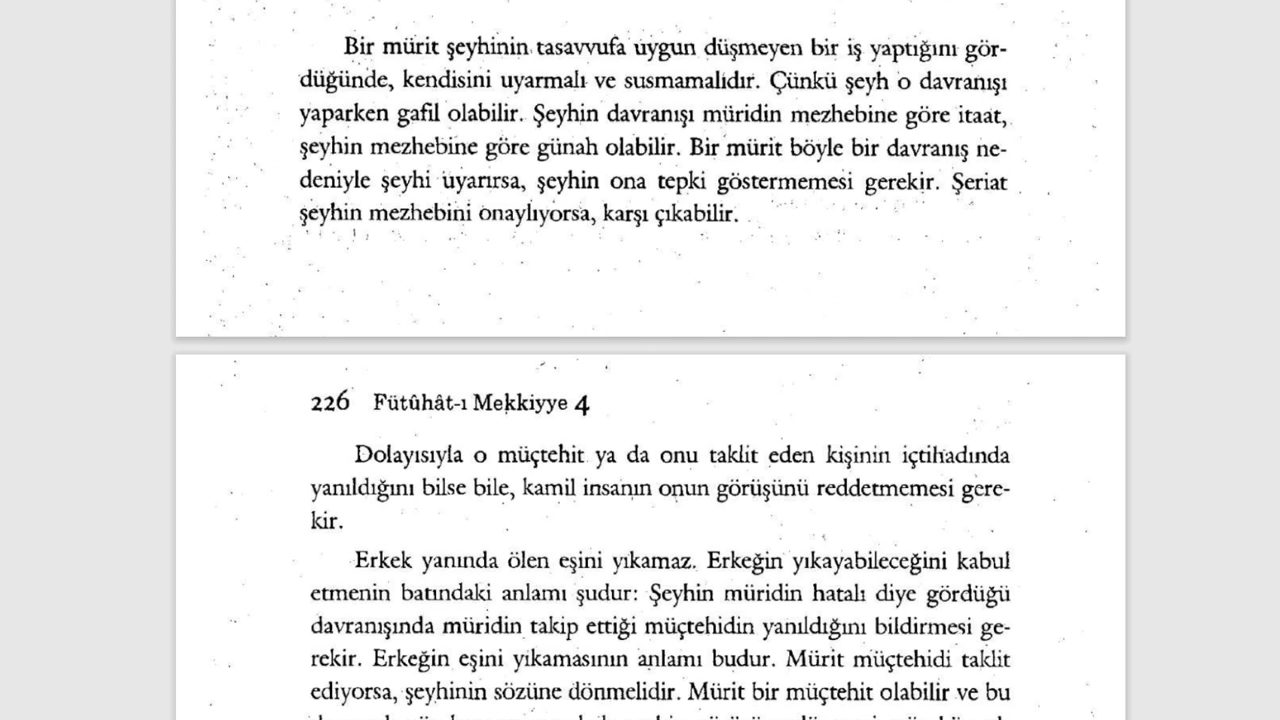 Bir mürit şeyhinin tasavvufa uygun düşmeyen bir iş yaptığını gör-
düğünde, kendisini uyarmalı ve susmamalıdır. Çünkü şeyh o davranışı
yaparken gafil olabilir. Şeyhin davranışı müridin mezhebine göre itaat,
şeyhin mezhebine göre günah olabilir. Bir mürit böyle bir davranış ne-
deniyle şeyhi uyarırsa, şeyhin ona tepki göstermemesi gerekir. Şeriat
şeyhin mezhebini onaylıyorsa, karşı çıkabilir.
226 Fütûhât-ı Mekkiyye 4
Dolayısıyla o müçtehit ya da onu taklit eden kişinin içtihadında
yanıldığını bilse bile, kamil insanın onun görüşünü reddetmemesi gere-
kir.
Erkek yanında ölen eşini yıkamaz. Erkeğin yıkayabileceğini kabul
etmenin batındaki anlamı şudur: Şeyhin müridin hatalı diye gördüğü
davranışında müridin takip ettiği müçtehidin yanıldığını bildirmesi ge-
rekir. Erkeğin eşini yıkamasının anlamı budur. Mürit müçtehidi taklit
ediyorsa, şeyhinin sözüne dönmelidir. Mürit bir müçtehit olabilir ve bu